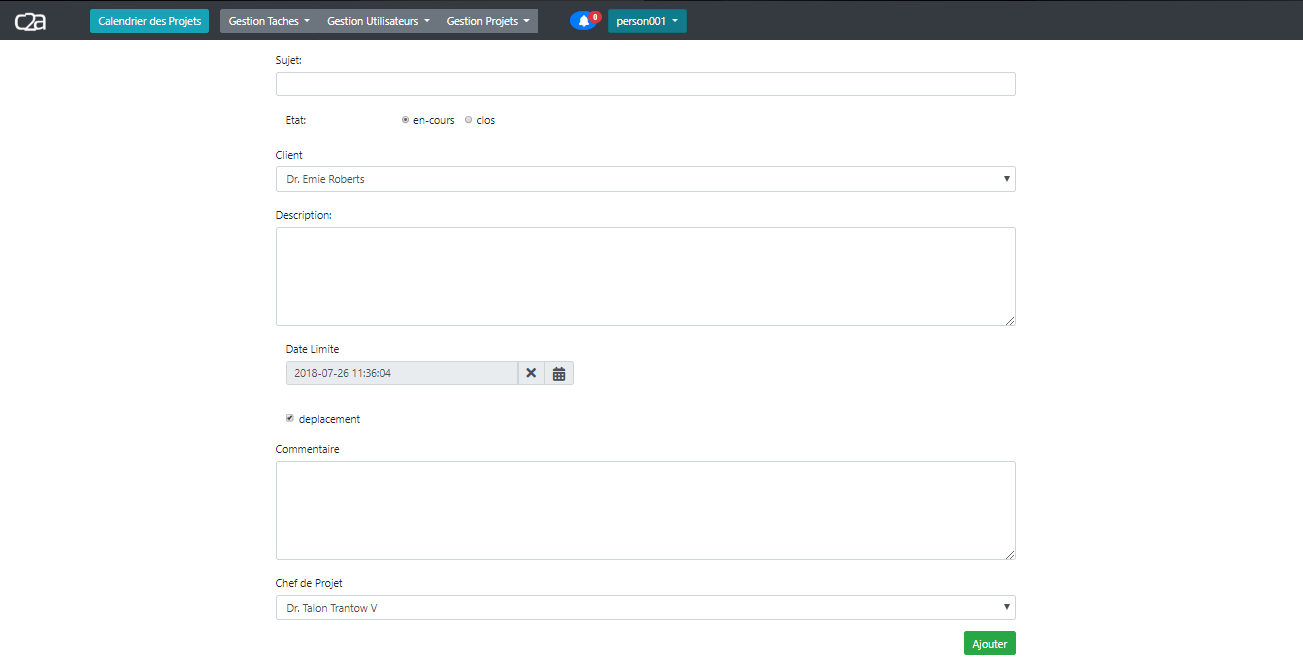 c2a Calendrier des Projets Gestion Taches Gestion Utilisateurs Gestion Projets 0 person001
Sujet:
Etat: en-cours clos
Client
Dr. Emie Roberts
Description:
Date Limite
2018-07-26 11:36:04
deplacement
Commentaire
Chef de Projet
Dr. Talon Trantow V
Ajouter